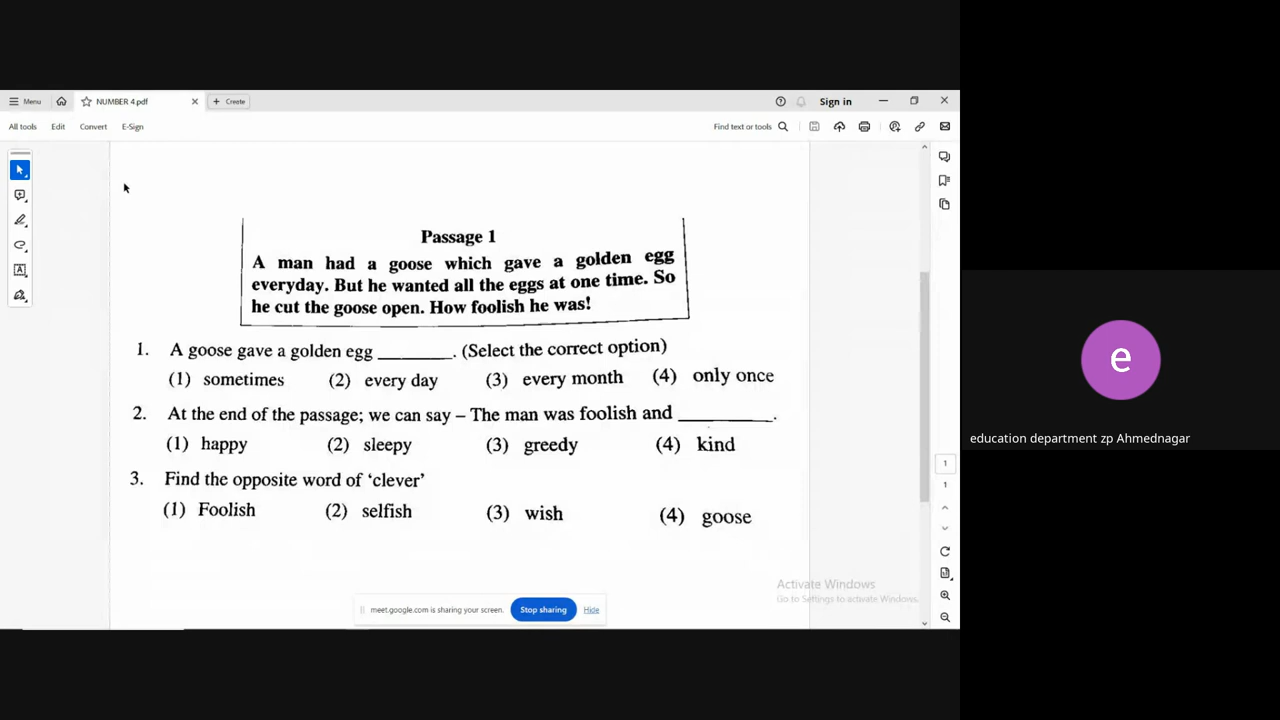 Menu
NUMBER 4.pdf
Create
Sign in
All tools Edit Convert E-Sign
Find text or tools
Passage 1
A man had a goose which gave a golden egg
everyday. But he wanted all the eggs at one time. So
he cut the goose open. How foolish he was!
1. A goose gave a golden egg ________. (Select the correct option)
(1) sometimes (2) every day (3) every month (4) only once
2. At the end of the passage; we can say – The man was foolish and __________.
(1) happy (2) sleepy (3) greedy (4) kind
3. Find the opposite word of ‘clever’
(1) Foolish (2) selfish (3) wish (4) goose
1
1
Activate Windows
Go to Settings to activate Windows.
meet.google.com is sharing your screen. Stop sharing Hide
e
education department zp Ahmednagar